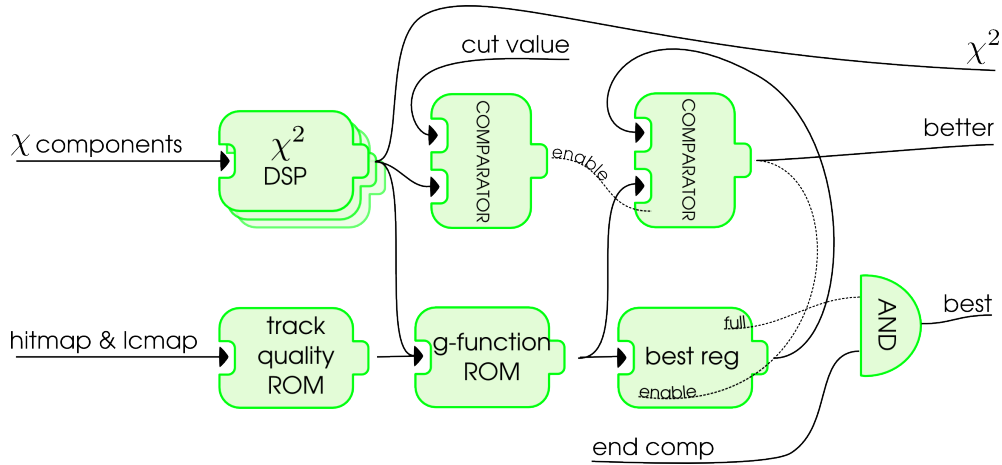 cut value
χ²
χ components
χ²
DSP
COMPARATOR
enable
COMPARATOR
better
hitmap & lcmap
track
quality
ROM
g-function
ROM
full
best reg
enable
AND
best
end comp